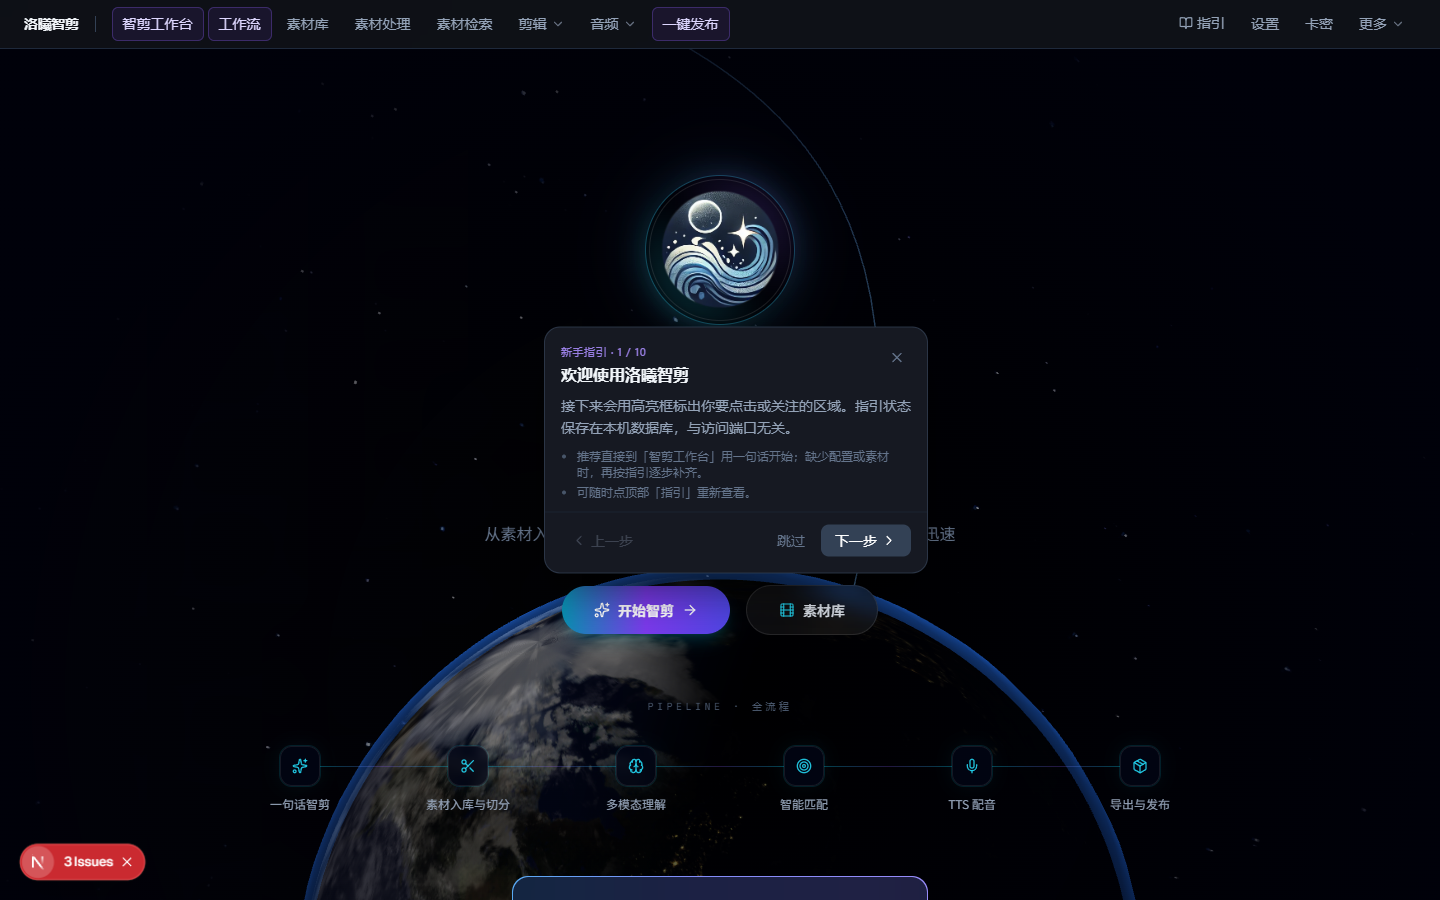 洛曦智剪
智剪工作台
工作流
素材库
素材处理
素材检索
剪辑
音频
一键发布
指引
设置
卡密
更多
新手指引 · 1 / 10
欢迎使用洛曦智剪
接下来会用高亮框标出你要点击或关注的区域。指引状态
保存在本机数据库，与访问端口无关。
推荐直接到「智剪工作台」用一句话开始；缺少配置或素材
时，再按指引逐步补齐。
可随时点顶部「指引」重新查看。
从素材入
迅速
上一步
跳过
下一步
开始智剪
素材库
PIPELINE · 全流程
一句话智剪
素材入库与切分
多模态理解
智能匹配
TTS 配音
导出与发布
N
3 Issues